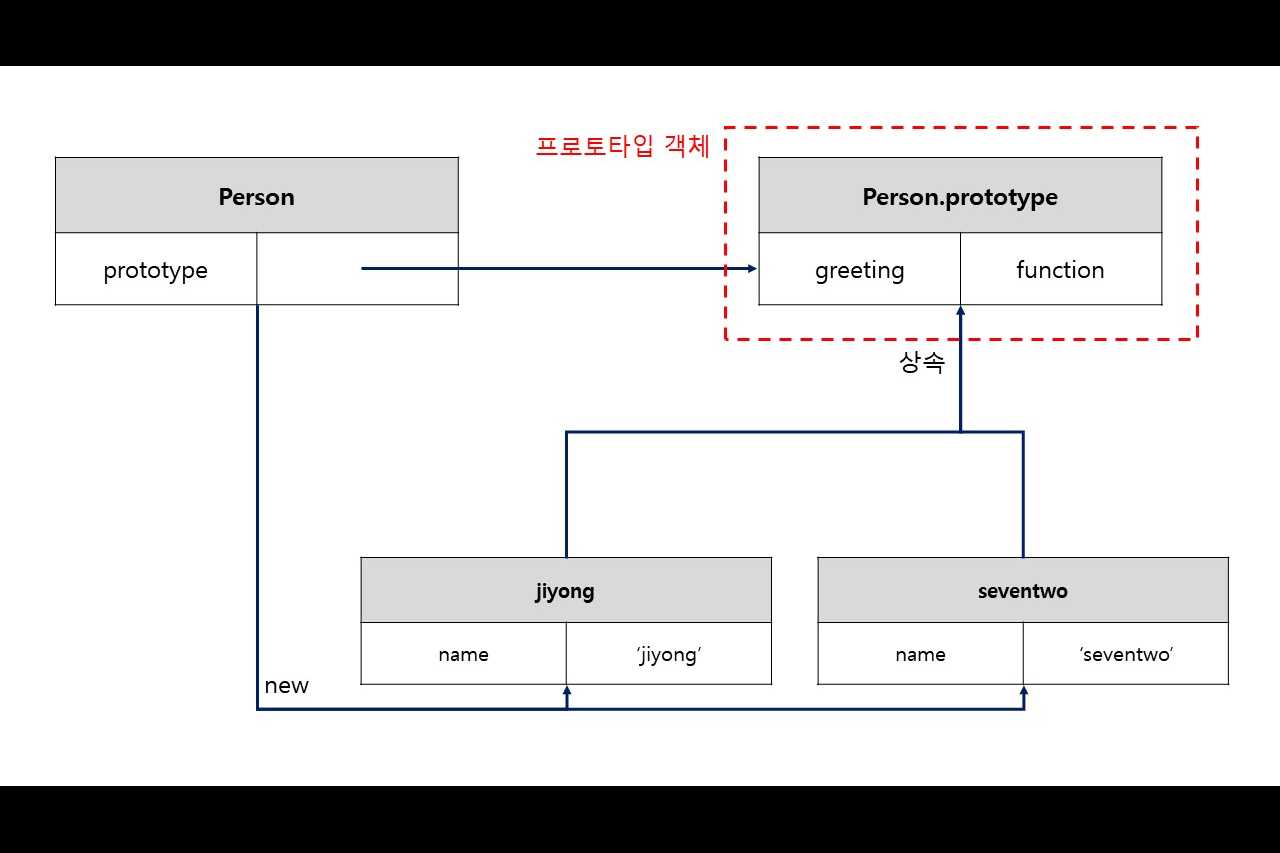 프로토타입 객체
Person
Person.prototype
prototype
greeting
function
상속
jiyong
seventwo
name
‘jiyong’
name
‘seventwo’
new